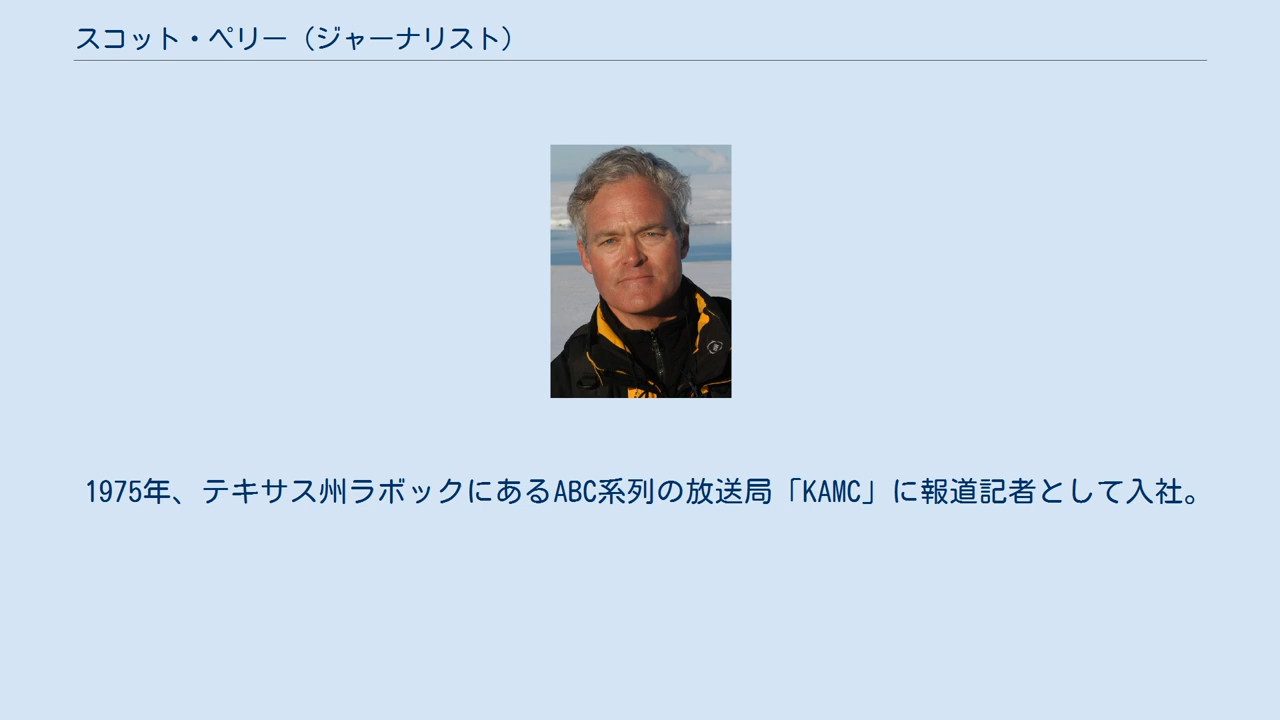 スコット・ペリー（ジャーナリスト）
1975年、テキサス州ラボックにあるABC系列の放送局「KAMC」に報道記者として入社。